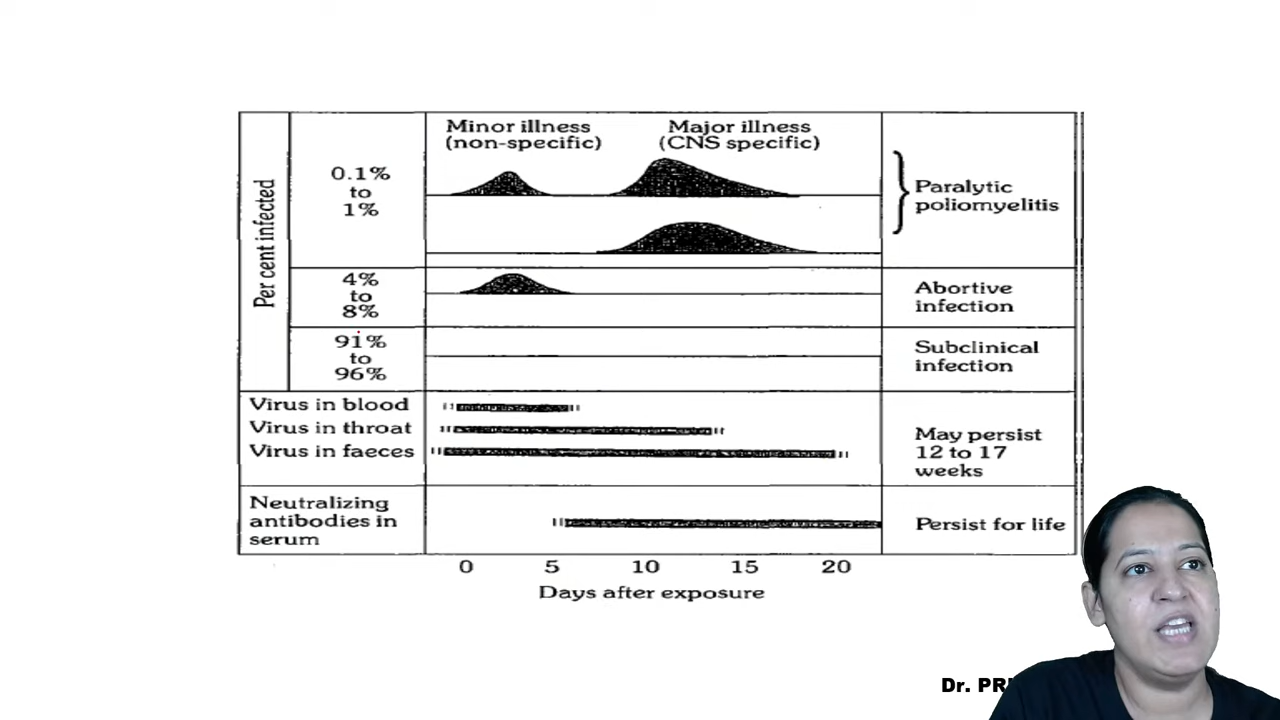 Minor illness
(non-specific)
Major illness
(CNS specific)
Per cent infected
0.1%
to
1%
Paralytic
poliomyelitis
4%
to
8%
Abortive
infection
91%
to
96%
Subclinical
infection
Virus in blood
Virus in throat
Virus in faeces
May persist
12 to 17
weeks
Neutralizing
antibodies in
serum
Persist for life
0 5 10 15 20
Days after exposure
Dr.